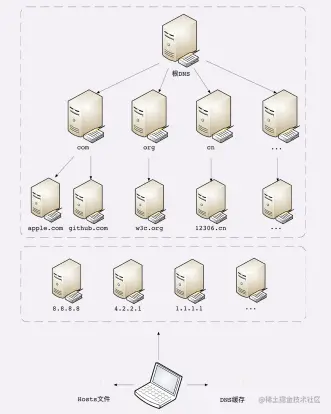 根DNS
com org cn ...
apple.com github.com w3c.org 12306.cn ...
8.8.8.8 4.2.2.1 1.1.1.1 ...
Hosts文件 DNS缓存
@稀土掘金技术社区